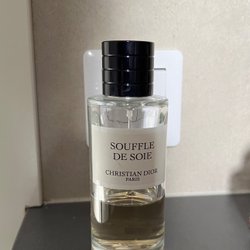 SOUFFLE
DE SOIE
CHRISTIAN DIOR
PARIS